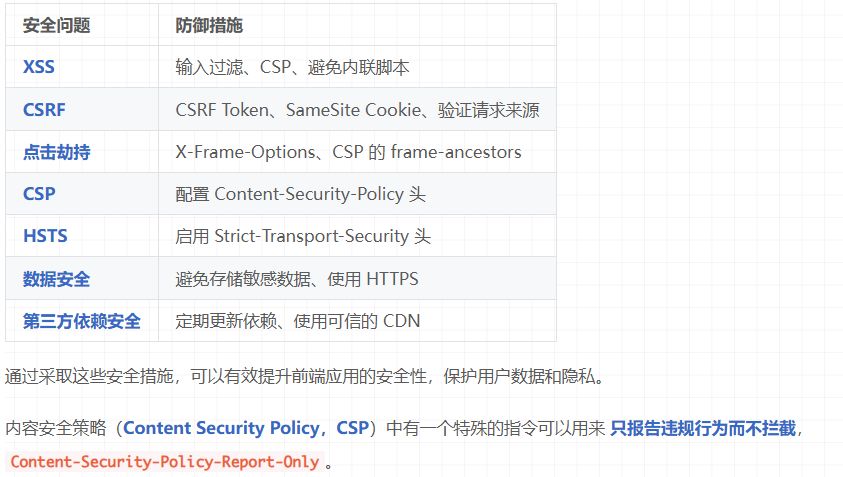 安全问题 防御措施
XSS 输入过滤、CSP、避免内联脚本
CSRF CSRF Token、SameSite Cookie、验证请求来源
点击劫持 X-Frame-Options、CSP 的 frame-ancestors
CSP 配置 Content-Security-Policy 头
HSTS 启用 Strict-Transport-Security 头
数据安全 避免存储敏感数据、使用 HTTPS
第三方依赖安全 定期更新依赖、使用可信的 CDN
通过采取这些安全措施，可以有效提升前端应用的安全性，保护用户数据和隐私。
内容安全策略（Content Security Policy，CSP）中有一个特殊的指令可以用来 只报告违规行为而不拦截，
Content-Security-Policy-Report-Only 。